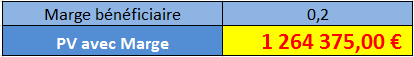 Marge bénéficiaire 0,2
PV avec Marge 1 264 375,00 €